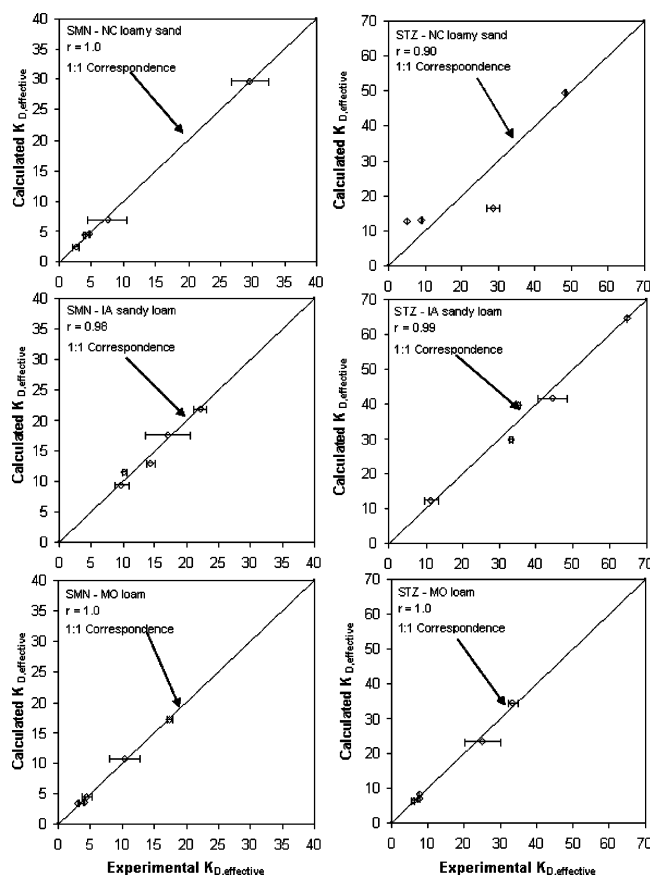 Calculated K D,effective
40
35
30
25
20
15
10
5
0
SMN - NC loamy sand
r = 1.0
1:1 Correspondence
0 5 10 15 20 25 30 35 40
Calculated K D,effective
70
60
50
40
30
20
10
0
STZ - NC loamy sand
r = 0.90
1:1 Correspoondence
0 10 20 30 40 50 60 70
Calculated K D,effective
40
35
30
25
20
15
10
5
0
SMN - IA sandy loam
r = 0.98
1:1 Correspondence
0 5 10 15 20 25 30 35 40
Calculated K D,effective
70
60
50
40
30
20
10
0
STZ - IA sandy loam
r = 0.99
1:1 Correspondence
0 10 20 30 40 50 60 70
Calculated K D,effective
40
35
30
25
20
15
10
5
0
SMN - MO loam
r = 1.0
1:1 Correspondence
0 5 10 15 20 25 30 35 40
Experimental KD,effective
Calculated K D,effective
70
60
50
40
30
20
10
0
STZ - MO loam
r = 1.0
1:1 Correspondence
0 10 20 30 40 50 60 70
Experimental KD,effective